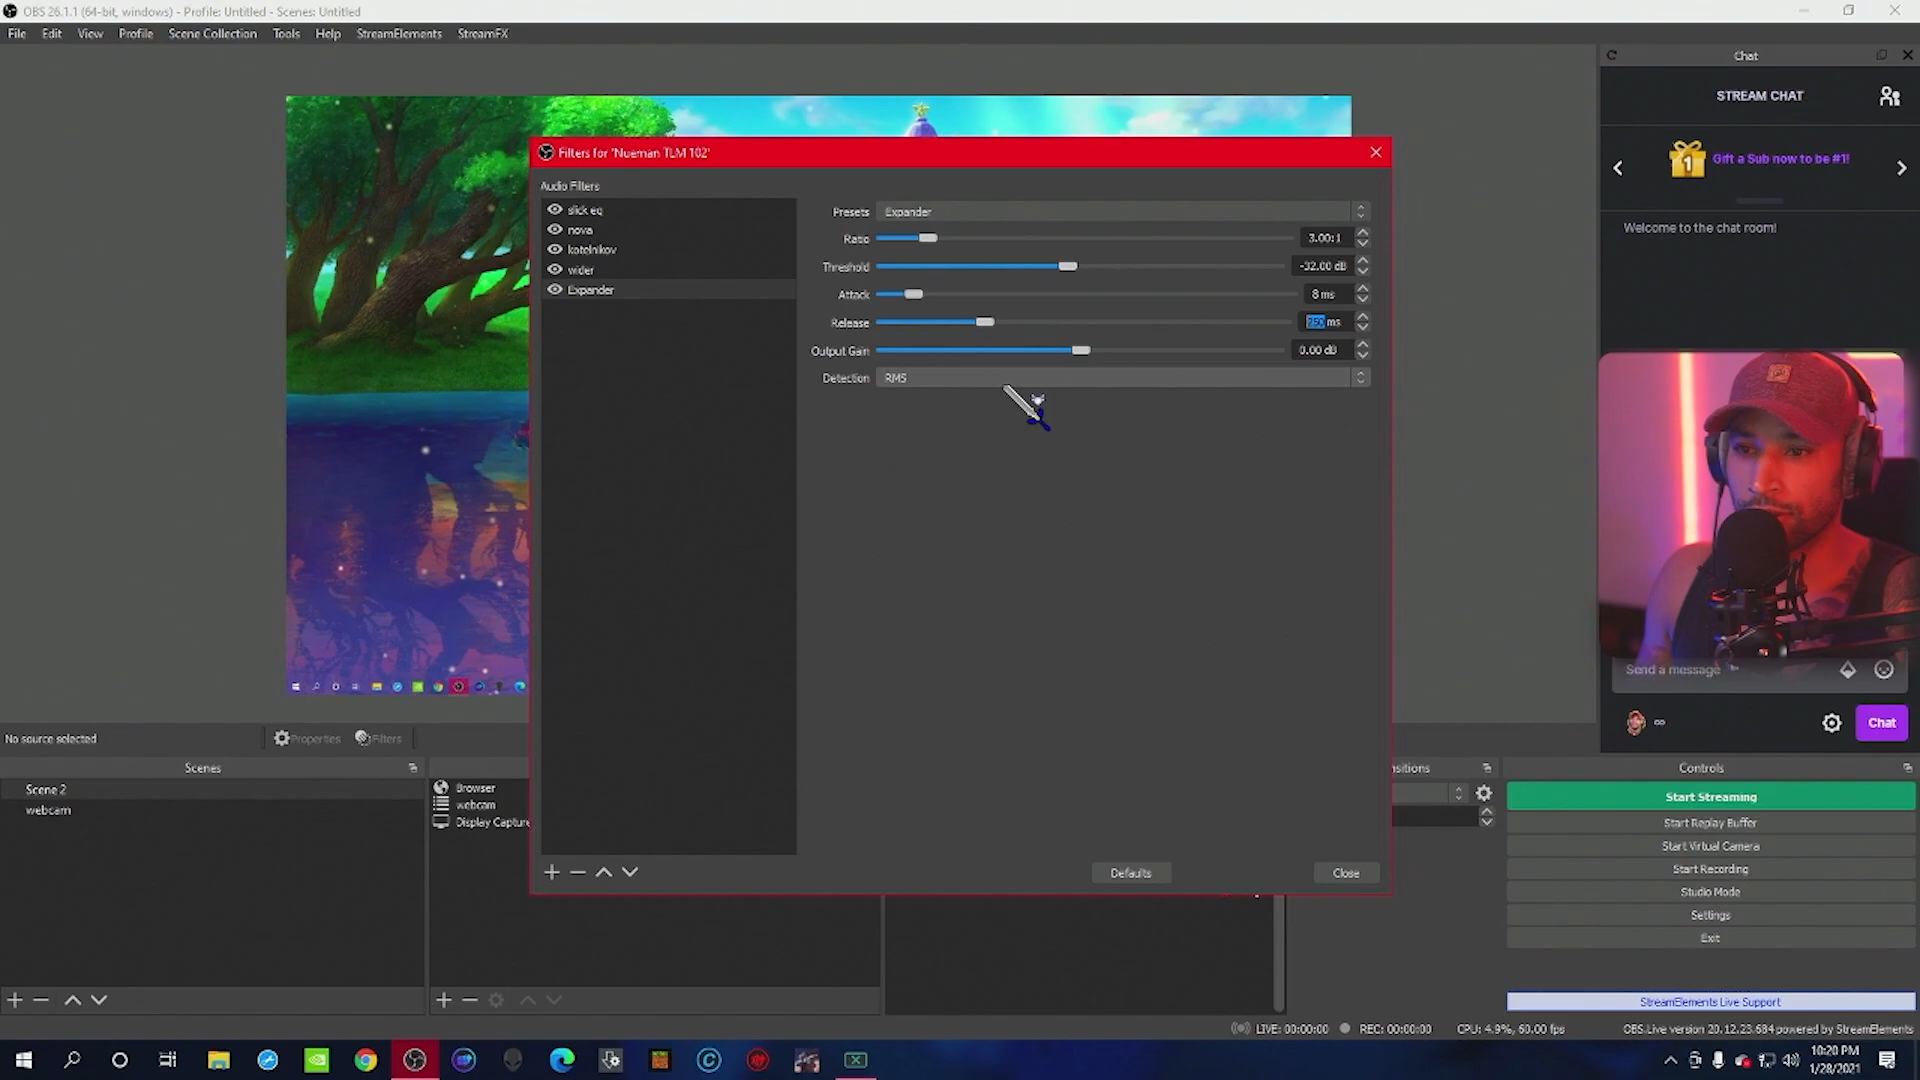 OBS 26.1.1 (64-bit, windows) - Profile: Untitled - Scenes: Untitled
File Edit View Profile Scene Collection Tools Help StreamElements StreamFX
Chat
STREAM CHAT
1
Gift a Sub now to be #1!
Welcome to the chat room!
Filters for 'Nueman TLM 102'
Audio Filters
slick eq
nova
kotelnikov
wider
Expander
Presets Expander
Ratio 3.00:1
Threshold -32.00 dB
Attack 8 ms
Release 250 ms
Output Gain 0.00 dB
Detection RMS
Defaults
Close
Send a message
Chat
No source selected
Properties
Filters
Scenes
Scene 2
webcam
Browser
webcam
Display Capture
sitions
Controls
Start Streaming
Start Replay Buffer
Start Virtual Camera
Start Recording
Studio Mode
Settings
Exit
StreamElements Live Support
LIVE: 00:00:00 REC: 00:00:00 CPU: 4.9%, 60.00 fps
OBS.Live version 20.12.23.684 powered by StreamElements
10:20 PM
1/28/2021